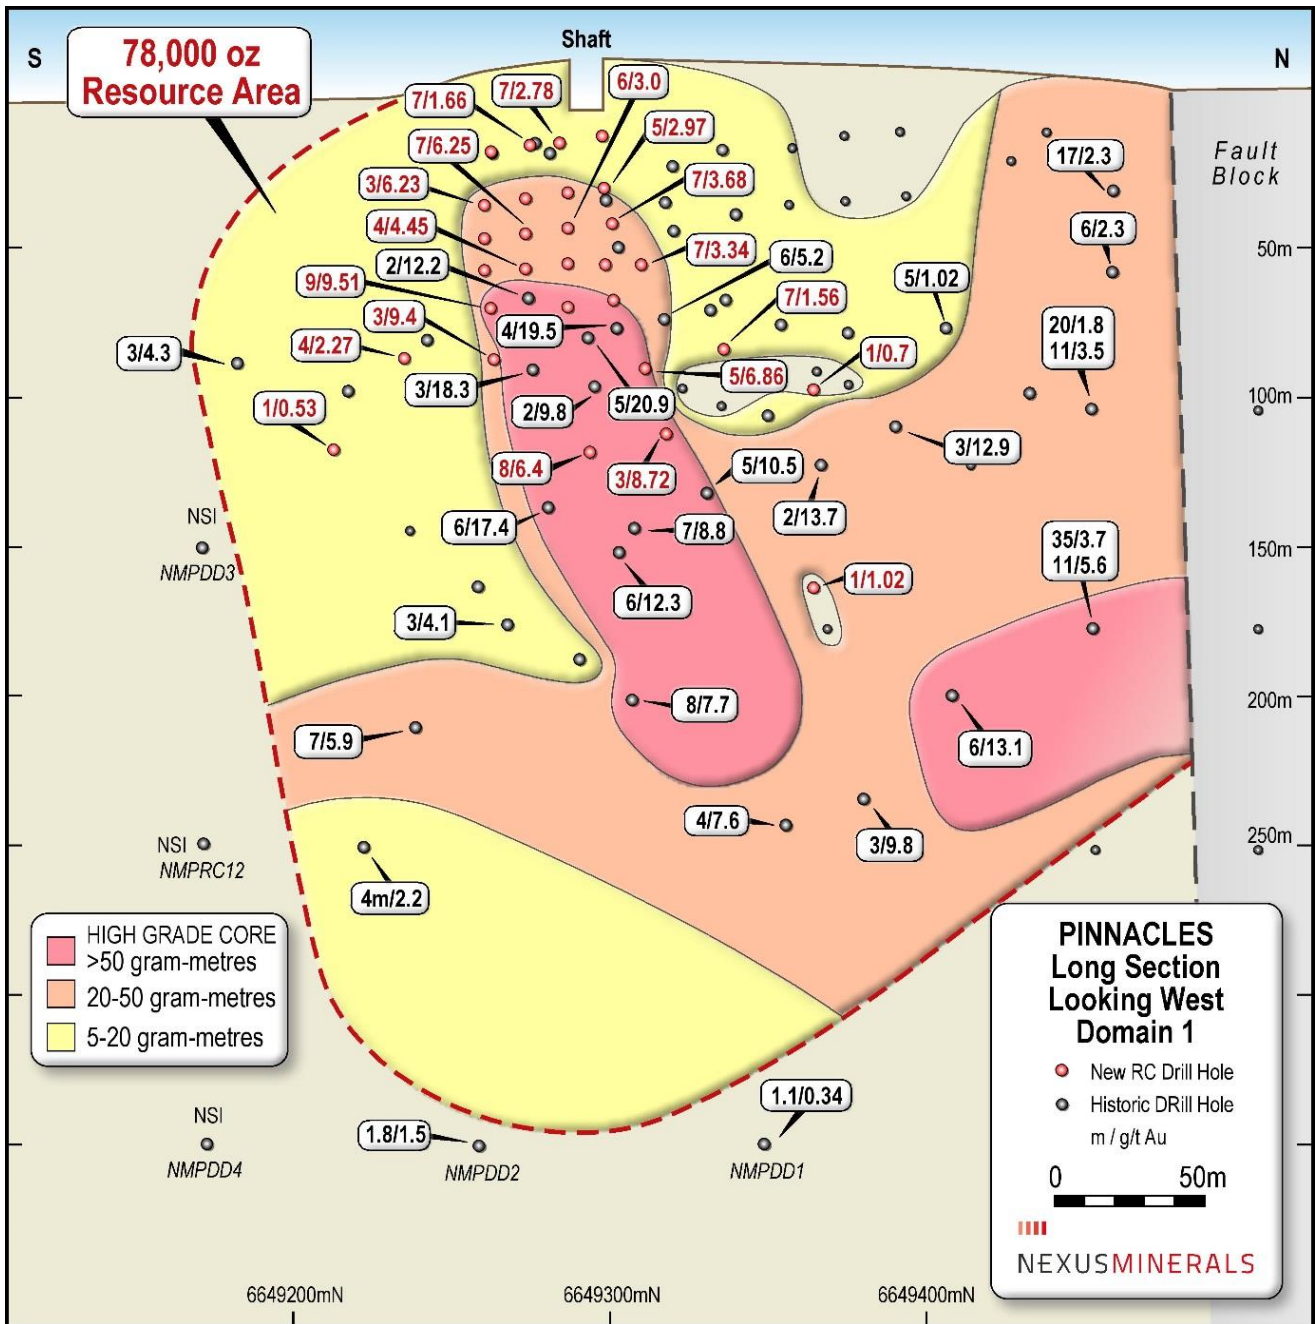 S
78,000 oz
Resource Area
Shaft
N
7/1.66
7/2.78
6/3.0
5/2.97
7/6.25
3/6.23
7/3.68
4/4.45
7/3.34
2/12.2
6/5.2
9/9.51
7/1.56
5/1.02
3/9.4
4/19.5
4/2.27
3/4.3
1/0.7
3/18.3
5/6.86
2/9.8
5/20.9
1/0.53
17/2.3
6/2.3
20/1.8
11/3.5
Fault
Block
50m
100m
150m
200m
250m
3/12.9
8/6.4
3/8.72
5/10.5
2/13.7
6/17.4
7/8.8
35/3.7
11/5.6
NSI
NMPDD3
1/1.02
6/12.3
3/4.1
8/7.7
7/5.9
6/13.1
4/7.6
3/9.8
NSI
NMPRC12
4m/2.2
HIGH GRADE CORE
>50 gram-metres
20-50 gram-metres
5-20 gram-metres
NSI
NMPDD4
1.8/1.5
NMPDD2
1.1/0.34
NMPDD1
PINNACLES
Long Section
Looking West
Domain 1
New RC Drill Hole
Historic DRill Hole
m / g/t Au
0 50m
NEXUSMINERALS
6649200mN
6649300mN
6649400mN